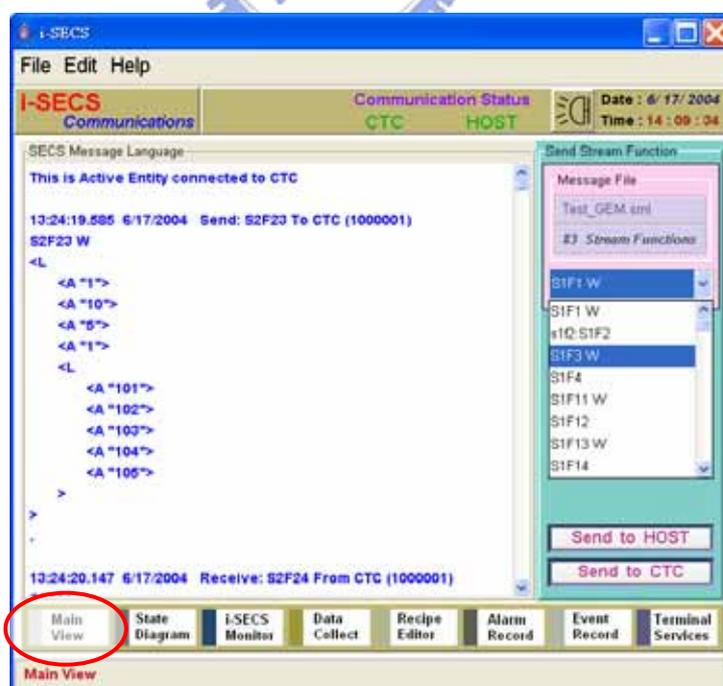 i-SECS
File Edit Help
i-SECS
Communications
Communication Status
CTC HOST
Date : 6/ 17/ 2004
Time : 14 : 09 : 04
SECS Message Language
This is Active Entity connected to CTC
13:24:19.585 6/17/2004 Send: S2F23 To CTC (1000001)
S2F23 W
<L
<A "1">
<A "10">
<A "5">
<A "1">
<L
<A "101">
<A "102">
<A "103">
<A "104">
<A "105">
>
>
.
13:24:20.147 6/17/2004 Receive: S2F24 From CTC (1000001)
Send Stream Function
Message File
Test_GEM.sml
83 Stream Functions
S1F1 W
S1F1 W
s1f2:S1F2
S1F3 W
S1F4
S1F11 W
S1F12
S1F13 W
S1F14
Send to HOST
Send to CTC
Main View
State Diagram
i-SECS Monitor
Data Collect
Recipe Editor
Alarm Record
Event Record
Terminal Services
Main View